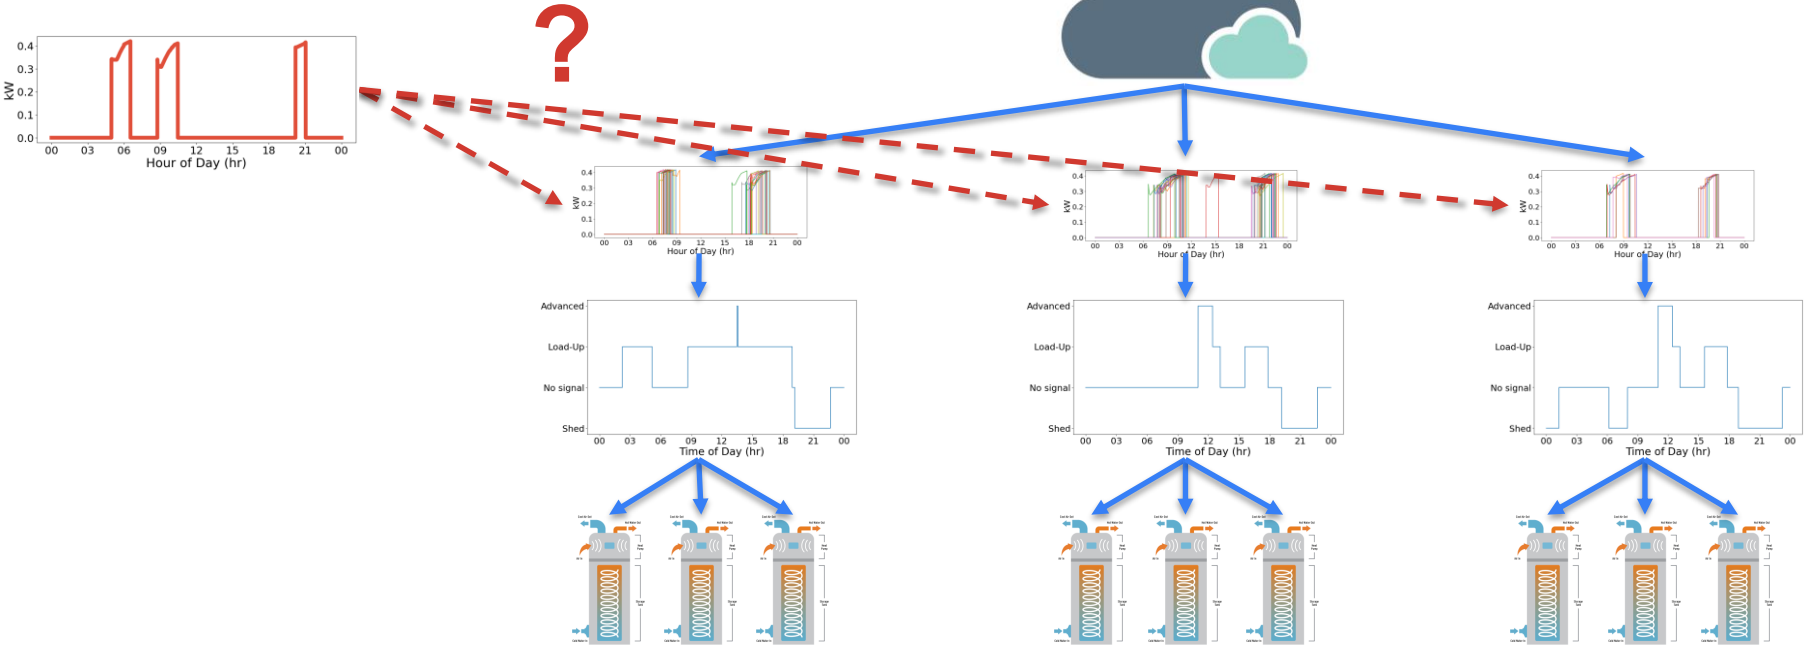 ?
kW
0.4
0.3
0.2
0.1
0.0
00 03 06 09 12 15 18 21 00
Hour of Day (hr)
kW
0.4
0.3
0.2
0.1
0.0
00 03 06 09 12 15 18 21 00
Hour of Day (hr)
kW
0.4
0.3
0.2
0.1
0.0
00 03 06 09 12 15 18 21 00
Hour of Day (hr)
kW
0.4
0.3
0.2
0.1
0.0
00 03 06 09 12 15 18 21 00
Hour of Day (hr)
Advanced
Load-Up
No signal
Shed
00 03 06 09 12 15 18 21 00
Time of Day (hr)
Advanced
Load-Up
No signal
Shed
00 03 06 09 12 15 18 21 00
Time of Day (hr)
Advanced
Load-Up
No signal
Shed
00 03 06 09 12 15 18 21 00
Time of Day (hr)